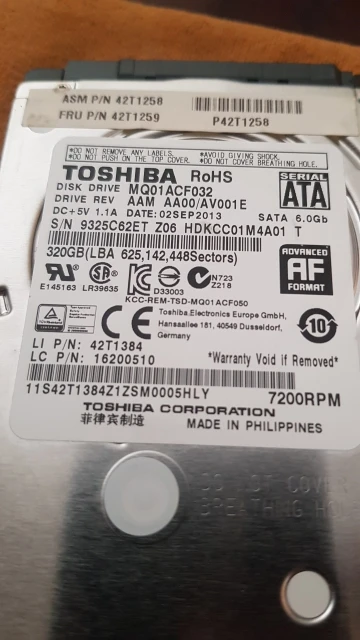 ASM P/N 42T1258
FRU P/N 42T1259 P42T1258
*DO NOT REMOVE ANY LABELS. *AVOID GIVING SHOCK.
*DO NOT PUSH ON THE TOP COVER. *DO NOT COVER BREATHING HOLE.
TOSHIBA RoHS
SERIAL
ATA
DISK DRIVE MQ01ACF032
DRIVE REV AAM AA00/AV001E
DC+5V 1.1A DATE: 02SEP2013 SATA 6.0Gb
S/N 9325C62ET Z06 HDKCC01M4A01 T
320GB(LBA 625,142,448Sectors)
ADVANCED
AF
FORMAT
E145163 LR39635 D33003 N723
Z218
KCC-REM-TSD-MQ01ACF050
Toshiba Electronics Europe GmbH,
Hansaallee 181, 40549 Dusseldorf,
Germany
10
LI P/N: 42T1384
LC P/N: 16200510 *Warranty Void if Removed*
11S42T1384Z1ZSM0005HLY 7200RPM
TOSHIBA CORPORATION
菲律宾制造 MADE IN PHILIPPINES
DO NOT COVER
BREATHING HO